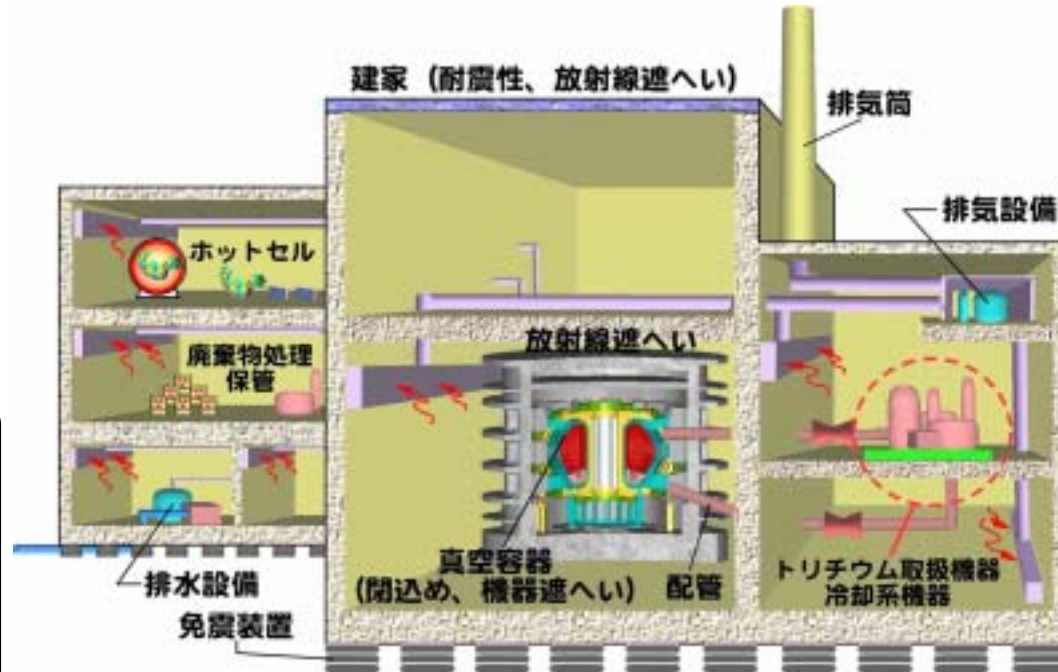 建家（耐震性、放射線遮へい）
排気筒
排気設備
ホットセル
廃棄物処理
保管
放射線遮へい
真空容器
(閉込め、機器遮へい)
配管
トリチウム取扱機器
冷却系機器
排水設備
免震装置